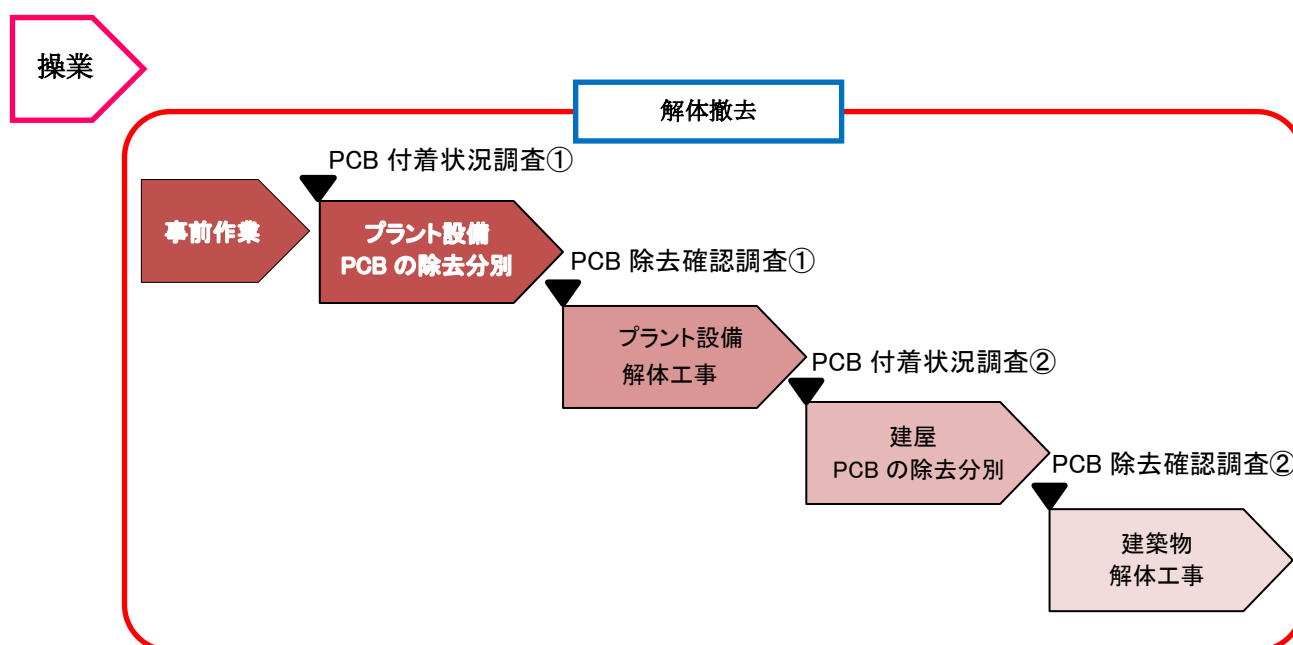 操業
解体撤去
PCB 付着状況調査①
事前作業
プラント設備
PCB の除去分別
PCB 除去確認調査①
プラント設備
解体工事
PCB 付着状況調査②
建屋
PCB の除去分別
PCB 除去確認調査②
建築物
解体工事